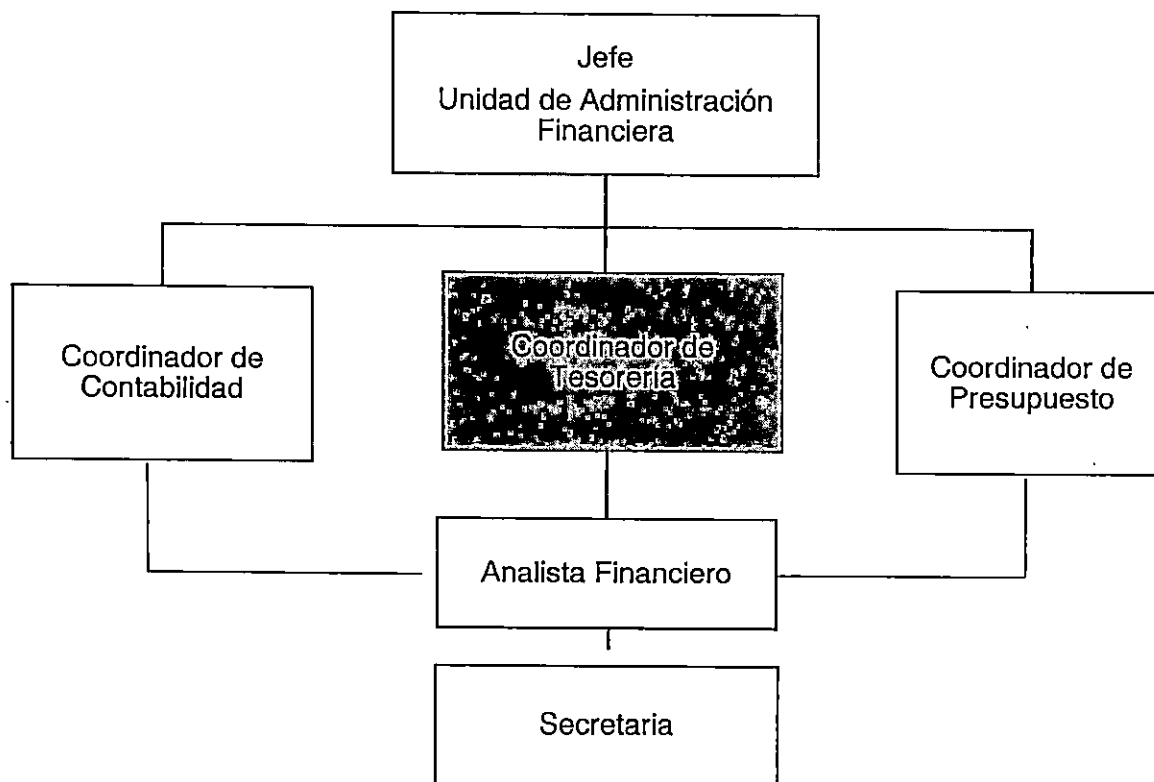 Jefe
Unidad de Administración
Financiera
Coordinador de
Contabilidad
Coordinador de
Tesorería
Coordinador de
Presupuesto
Analista Financiero
Secretaria